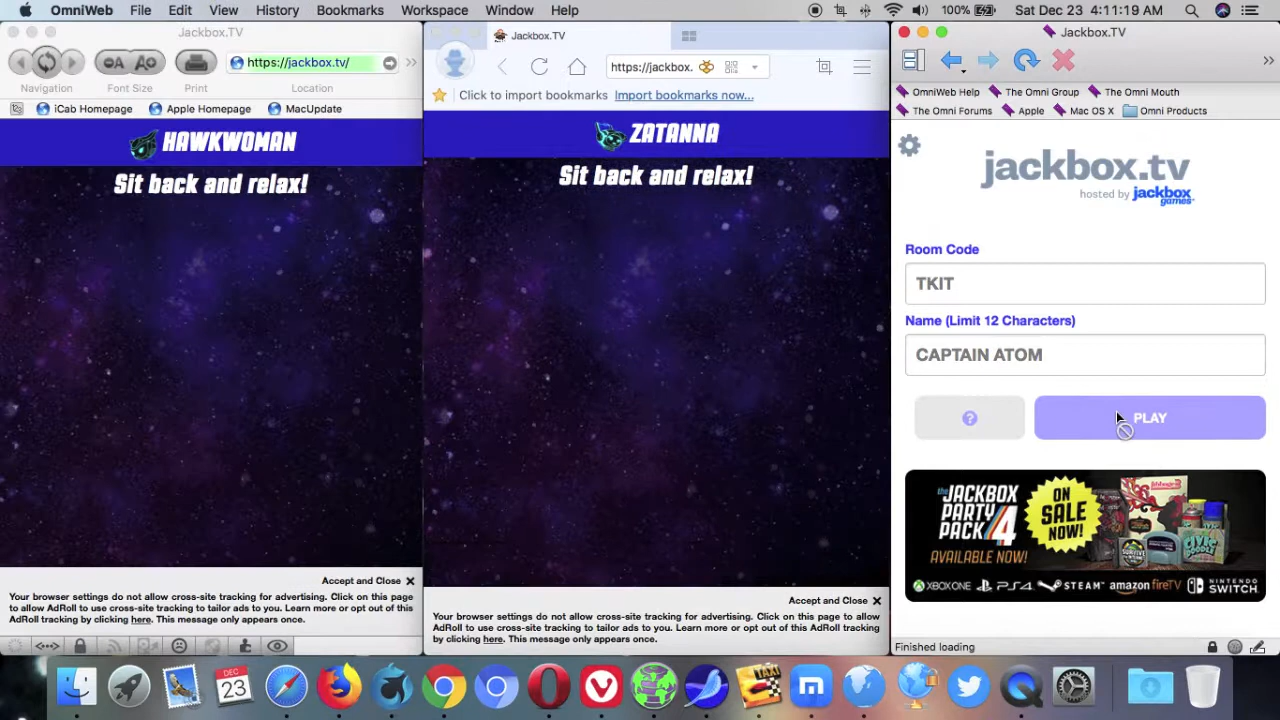 OmniWeb File Edit View History Bookmarks Workspace Window Help
100% Sat Dec 23 4:11:19 AM
Jackbox.TV
https://jackbox.tv/
Navigation Font Size Print Location
iCab Homepage Apple Homepage MacUpdate
HAWKWOMAN
Sit back and relax!
Accept and Close ✕
Your browser settings do not allow cross-site tracking for advertising. Click on this page
to allow AdRoll to use cross-site tracking to tailor ads to you. Learn more or opt out of this
AdRoll tracking by clicking here. This message only appears once.
Jackbox.TV
https://jackbox.
Click to import bookmarks Import bookmarks now...
ZATANNA
Sit back and relax!
Accept and Close ✕
Your browser settings do not allow cross-site tracking for advertising. Click on this page to allow
AdRoll to use cross-site tracking to tailor ads to you. Learn more or opt out of this AdRoll tracking
by clicking here. This message only appears once.
Jackbox.TV
OmniWeb Help The Omni Group The Omni Mouth
The Omni Forums Apple Mac OS X Omni Products
jackbox.tv
hosted by jackbox games
Room Code
TKIT
Name (Limit 12 Characters)
CAPTAIN ATOM
? PLAY
the JACKBOX PARTY PACK 4
ON SALE NOW!
AVAILABLE NOW!
XBOX ONE PS4 STEAM amazon fireTV NINTENDO SWITCH
Finished loading
DEC
23
TAXI